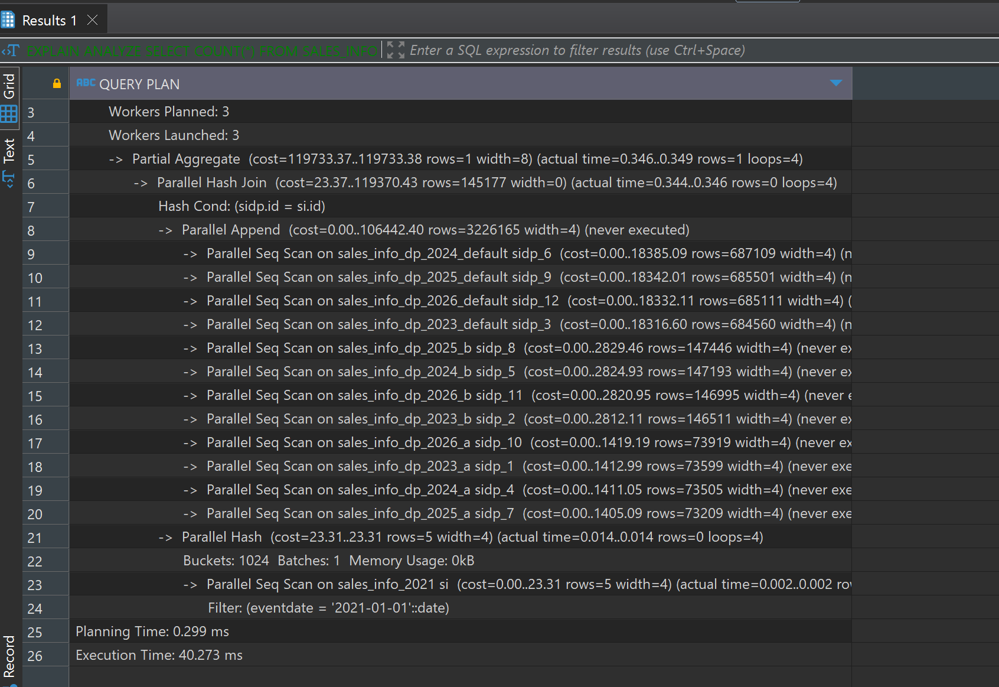 Results 1
EXPLAIN ANALYZE SELECT COUNT(*) FROM SALES_INFO
Enter a SQL expression to filter results (use Ctrl+Space)
Grid
Text
Record
ABC QUERY PLAN
3 Workers Planned: 3
4 Workers Launched: 3
5 -> Partial Aggregate (cost=119733.37..119733.38 rows=1 width=8) (actual time=0.346..0.349 rows=1 loops=4)
6 -> Parallel Hash Join (cost=23.37..119370.43 rows=145177 width=0) (actual time=0.344..0.346 rows=0 loops=4)
7 Hash Cond: (sidp.id = si.id)
8 -> Parallel Append (cost=0.00..106442.40 rows=3226165 width=4) (never executed)
9 -> Parallel Seq Scan on sales_info_dp_2024_default sidp_6 (cost=0.00..18385.09 rows=687109 width=4) (n
10 -> Parallel Seq Scan on sales_info_dp_2025_default sidp_9 (cost=0.00..18342.01 rows=685501 width=4) (n
11 -> Parallel Seq Scan on sales_info_dp_2026_default sidp_12 (cost=0.00..18332.11 rows=685111 width=4) (
12 -> Parallel Seq Scan on sales_info_dp_2023_default sidp_3 (cost=0.00..18316.60 rows=684560 width=4) (n
13 -> Parallel Seq Scan on sales_info_dp_2025_b sidp_8 (cost=0.00..2829.46 rows=147446 width=4) (never ex
14 -> Parallel Seq Scan on sales_info_dp_2024_b sidp_5 (cost=0.00..2824.93 rows=147193 width=4) (never ex
15 -> Parallel Seq Scan on sales_info_dp_2026_b sidp_11 (cost=0.00..2820.95 rows=146995 width=4) (never e
16 -> Parallel Seq Scan on sales_info_dp_2023_b sidp_2 (cost=0.00..2812.11 rows=146511 width=4) (never ex
17 -> Parallel Seq Scan on sales_info_dp_2026_a sidp_10 (cost=0.00..1419.19 rows=73919 width=4) (never ex
18 -> Parallel Seq Scan on sales_info_dp_2023_a sidp_1 (cost=0.00..1412.99 rows=73599 width=4) (never exe
19 -> Parallel Seq Scan on sales_info_dp_2024_a sidp_4 (cost=0.00..1411.05 rows=73505 width=4) (never exe
20 -> Parallel Seq Scan on sales_info_dp_2025_a sidp_7 (cost=0.00..1405.09 rows=73209 width=4) (never exe
21 -> Parallel Hash (cost=23.31..23.31 rows=5 width=4) (actual time=0.014..0.014 rows=0 loops=4)
22 Buckets: 1024 Batches: 1 Memory Usage: 0kB
23 -> Parallel Seq Scan on sales_info_2021 si (cost=0.00..23.31 rows=5 width=4) (actual time=0.002..0.002 ro
24 Filter: (eventdate = '2021-01-01'::date)
25 Planning Time: 0.299 ms
26 Execution Time: 40.273 ms